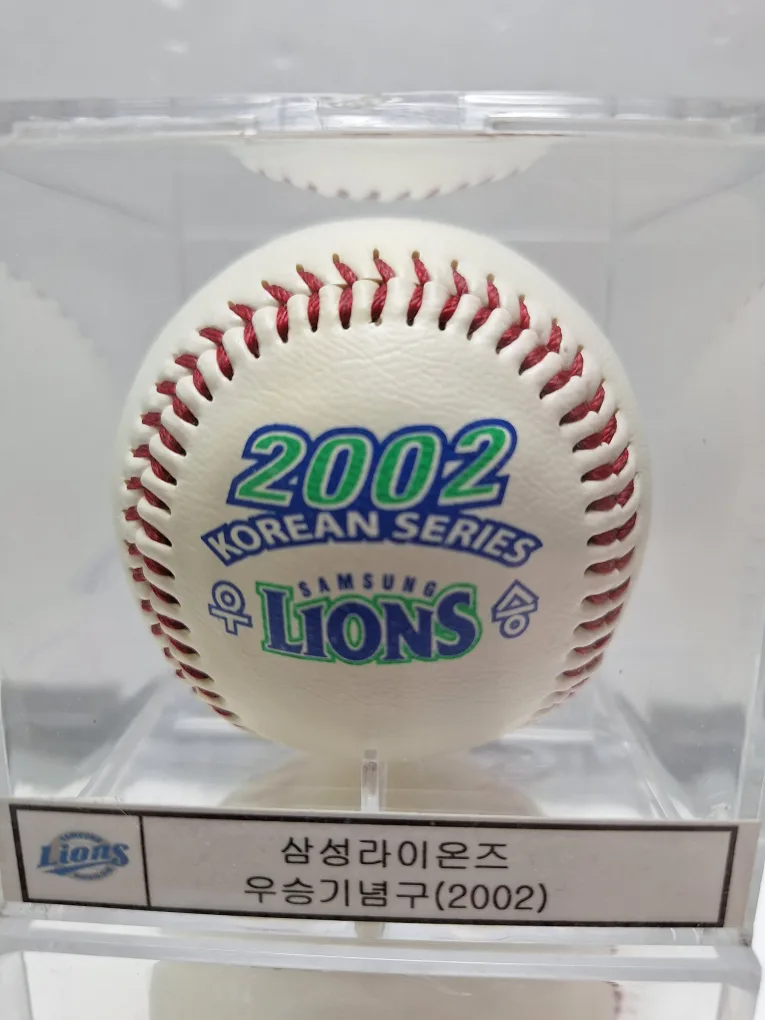 2002
KOREAN SERIES
SAMSUNG
우 LIONS 승
Lions 삼성라이온즈
우승기념구(2002)